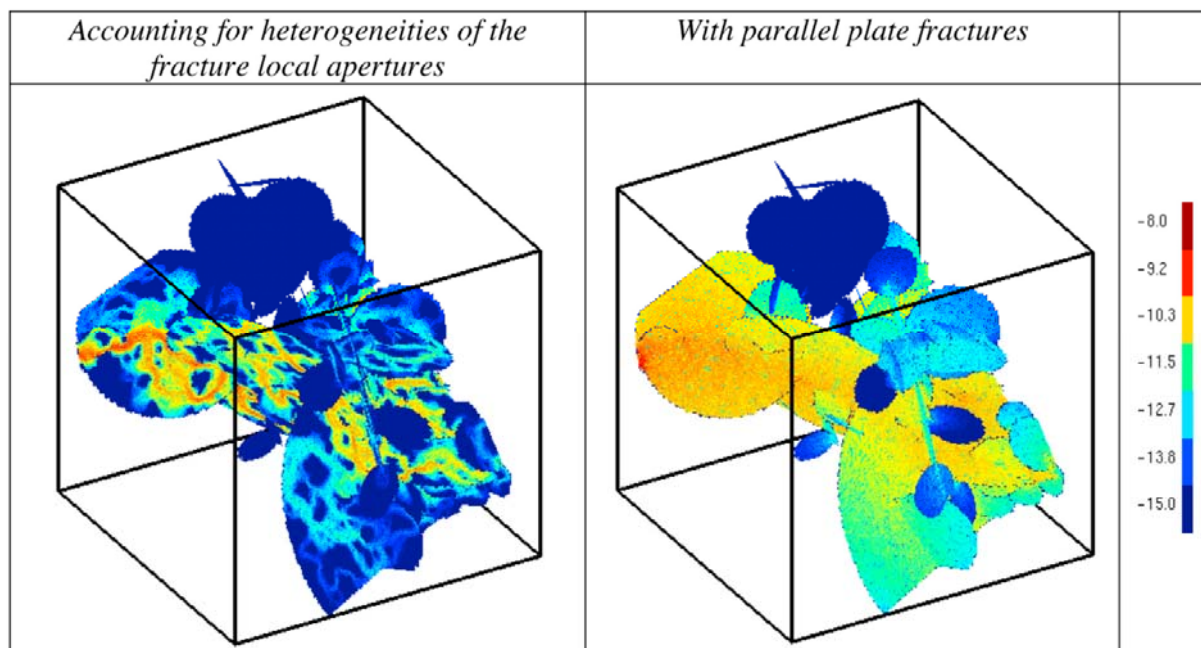 Accounting for heterogeneities of the
fracture local apertures
With parallel plate fractures
-8.0
-9.2
-10.3
-11.5
-12.7
-13.8
-15.0